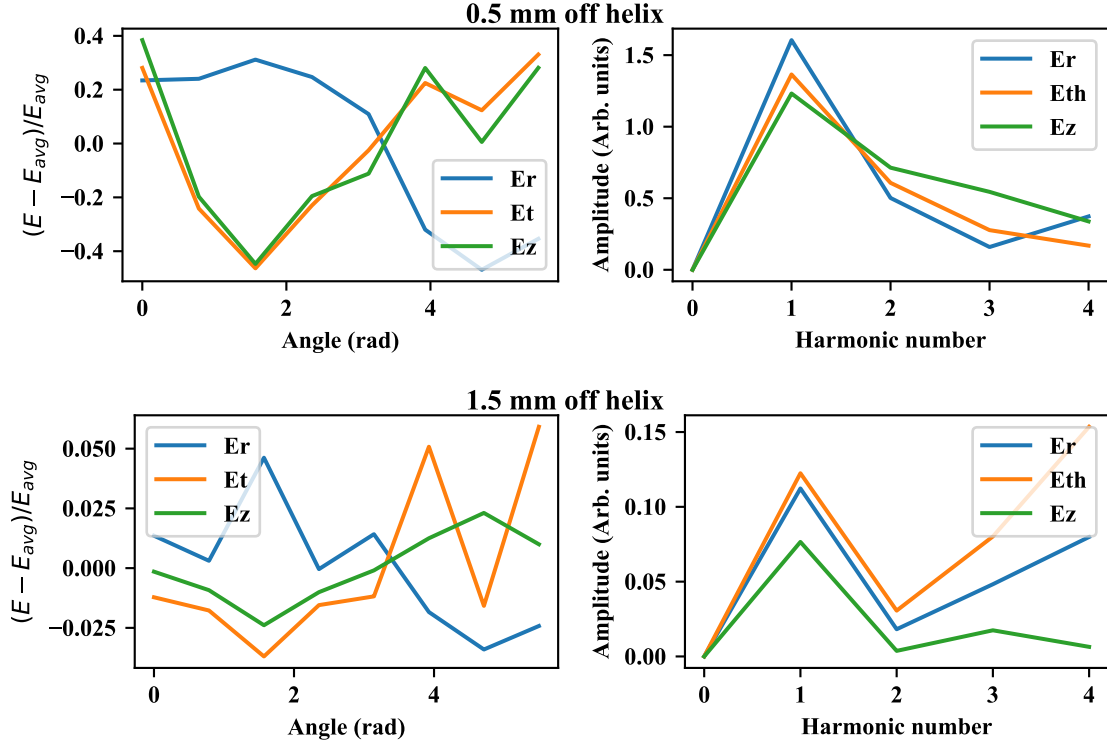 0.5 mm off helix
(E − E_avg)/E_avg
0.4
0.2
0.0
−0.2
−0.4
0
2
4
Angle (rad)
Er
Et
Ez
Amplitude (Arb. units)
1.5
1.0
0.5
0.0
0
1
2
3
4
Harmonic number
Er
Eth
Ez
1.5 mm off helix
(E − E_avg)/E_avg
0.050
0.025
0.000
−0.025
0
2
4
Angle (rad)
Er
Et
Ez
Amplitude (Arb. units)
0.15
0.10
0.05
0.00
0
1
2
3
4
Harmonic number
Er
Eth
Ez